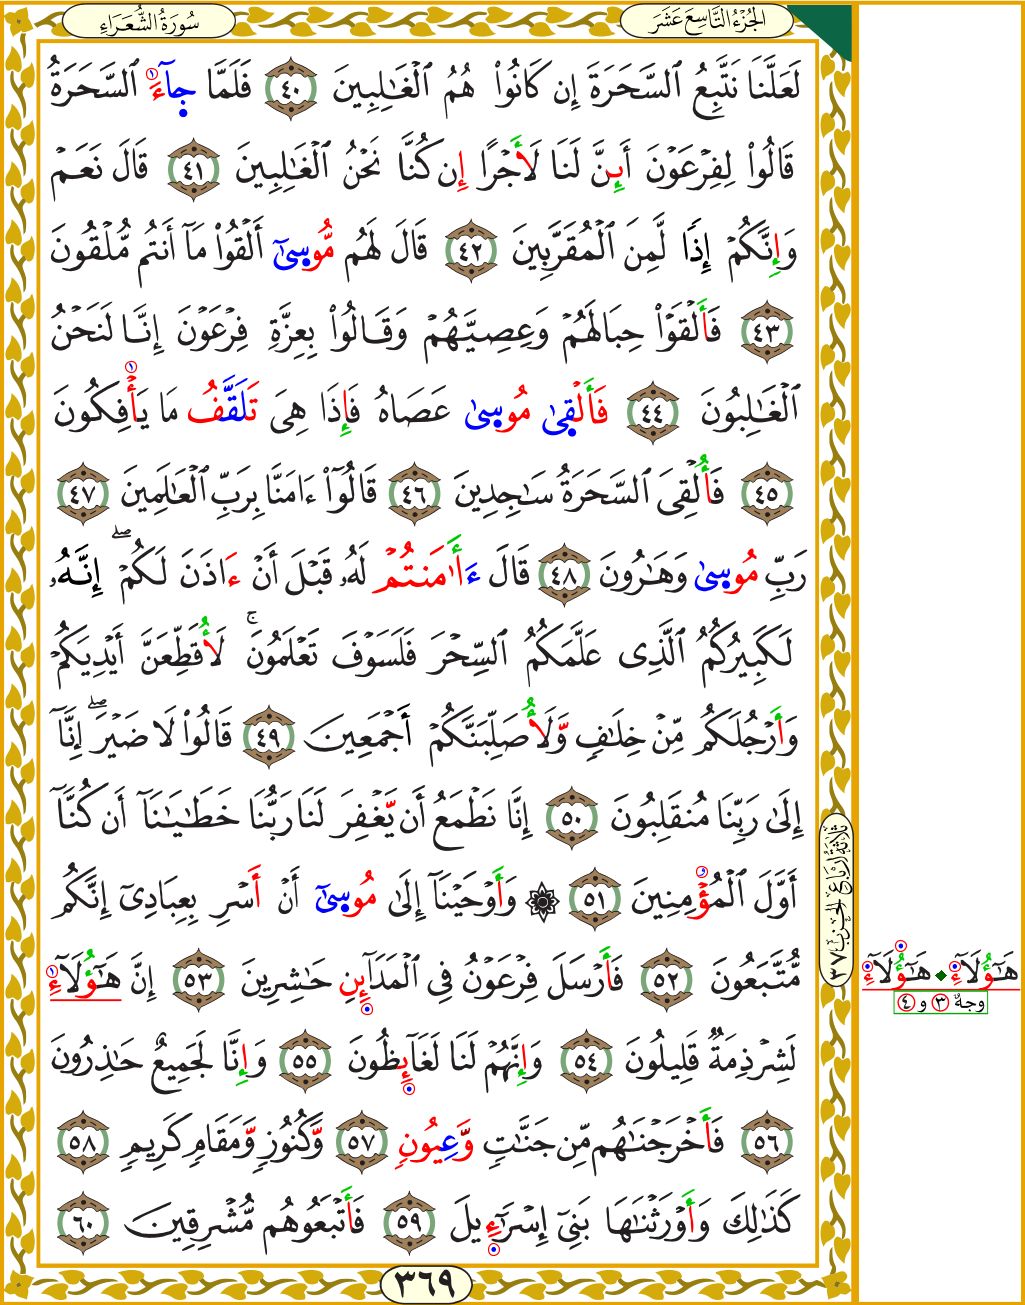 الجُزْءُ التَّاسِعَ عَشَرَ
سُورَةُ الشُّعَرَاءِ
لَعَلَّنَا نَتَّبِعُ ٱلسَّحَرَةَ إِن كَانُوا۟ هُمُ ٱلْغَٰلِبِينَ ٤٠ فَلَمَّا جَآءَ ٱلسَّحَرَةُ
قَالُوا۟ لِفِرْعَوْنَ أَئِنَّ لَنَا لَأَجْرًا إِن كُنَّا نَحْنُ ٱلْغَٰلِبِينَ ٤١ قَالَ نَعَمْ
وَإِنَّكُمْ إِذًا لَّمِنَ ٱلْمُقَرَّبِينَ ٤٢ قَالَ لَهُم مُّوسَىٰٓ أَلْقُوا۟ مَآ أَنتُم مُّلْقُونَ
٤٣ فَأَلْقَوْا۟ حِبَالَهُمْ وَعِصِيَّهُمْ وَقَالُوا۟ بِعِزَّةِ فِرْعَوْنَ إِنَّا لَنَحْنُ
ٱلْغَٰلِبُونَ ٤٤ فَأَلْقَىٰ مُوسَىٰ عَصَاهُ فَإِذَا هِىَ تَلَقَّفُ مَا يَأْفِكُونَ
٤٥ فَأُلْقِىَ ٱلسَّحَرَةُ سَٰجِدِينَ ٤٦ قَالُوٓا۟ ءَامَنَّا بِرَبِّ ٱلْعَٰلَمِينَ ٤٧
رَبِّ مُوسَىٰ وَهَٰرُونَ ٤٨ قَالَ ءَأَٰمَنتُمْ لَهُۥ قَبْلَ أَنْ ءَاذَنَ لَكُمْ ۖ إِنَّهُۥ
لَكَبِيرُكُمُ ٱلَّذِى عَلَّمَكُمُ ٱلسِّحْرَ فَلَسَوْفَ تَعْلَمُونَ ۚ لَأُقَطِّعَنَّ أَيْدِيَكُمْ
وَأَرْجُلَكُم مِّنْ خِلَٰفٍ وَّلَأُصَلِّبَنَّكُمْ أَجْمَعِينَ ٤٩ قَالُوا۟ لَا ضَيْرَ ۖ إِنَّآ
إِلَىٰ رَبِّنَا مُنقَلِبُونَ ٥٠ إِنَّا نَطْمَعُ أَن يَّغْفِرَ لَنَا رَبُّنَا خَطَٰيَٰنَآ أَن كُنَّآ
أَوَّلَ ٱلْمُؤْمِنِينَ ٥١ ۞ وَأَوْحَيْنَآ إِلَىٰ مُوسَىٰٓ أَنْ أَسْرِ بِعِبَادِىٓ إِنَّكُم
مُّتَّبَعُونَ ٥٢ فَأَرْسَلَ فِرْعَوْنُ فِى ٱلْمَدَآئِنِ حَٰشِرِينَ ٥٣ إِنَّ هَٰٓؤُلَآءِ
لَشِرْذِمَةٌ قَلِيلُونَ ٥٤ وَإِنَّهُمْ لَنَا لَغَآئِظُونَ ٥٥ وَإِنَّا لَجَمِيعٌ حَٰذِرُونَ
٥٦ فَأَخْرَجْنَٰهُم مِّن جَنَّٰتٍ وَّعِيُونٍ ٥٧ وَّكُنُوزٍ وَّمَقَامٍ كَرِيمٍ ٥٨
كَذَٰلِكَ وَأَوْرَثْنَٰهَا بَنِىٓ إِسْرَٰٓءِيلَ ٥٩ فَأَتْبَعُوهُم مُّشْرِقِينَ ٦٠
٣٦٩
ثلاثة أرباع الحزب ٣٧
هَٰٓؤُلَآءِ هَٰٓؤُلَآءِ
وجهٌ ٣ و ٤